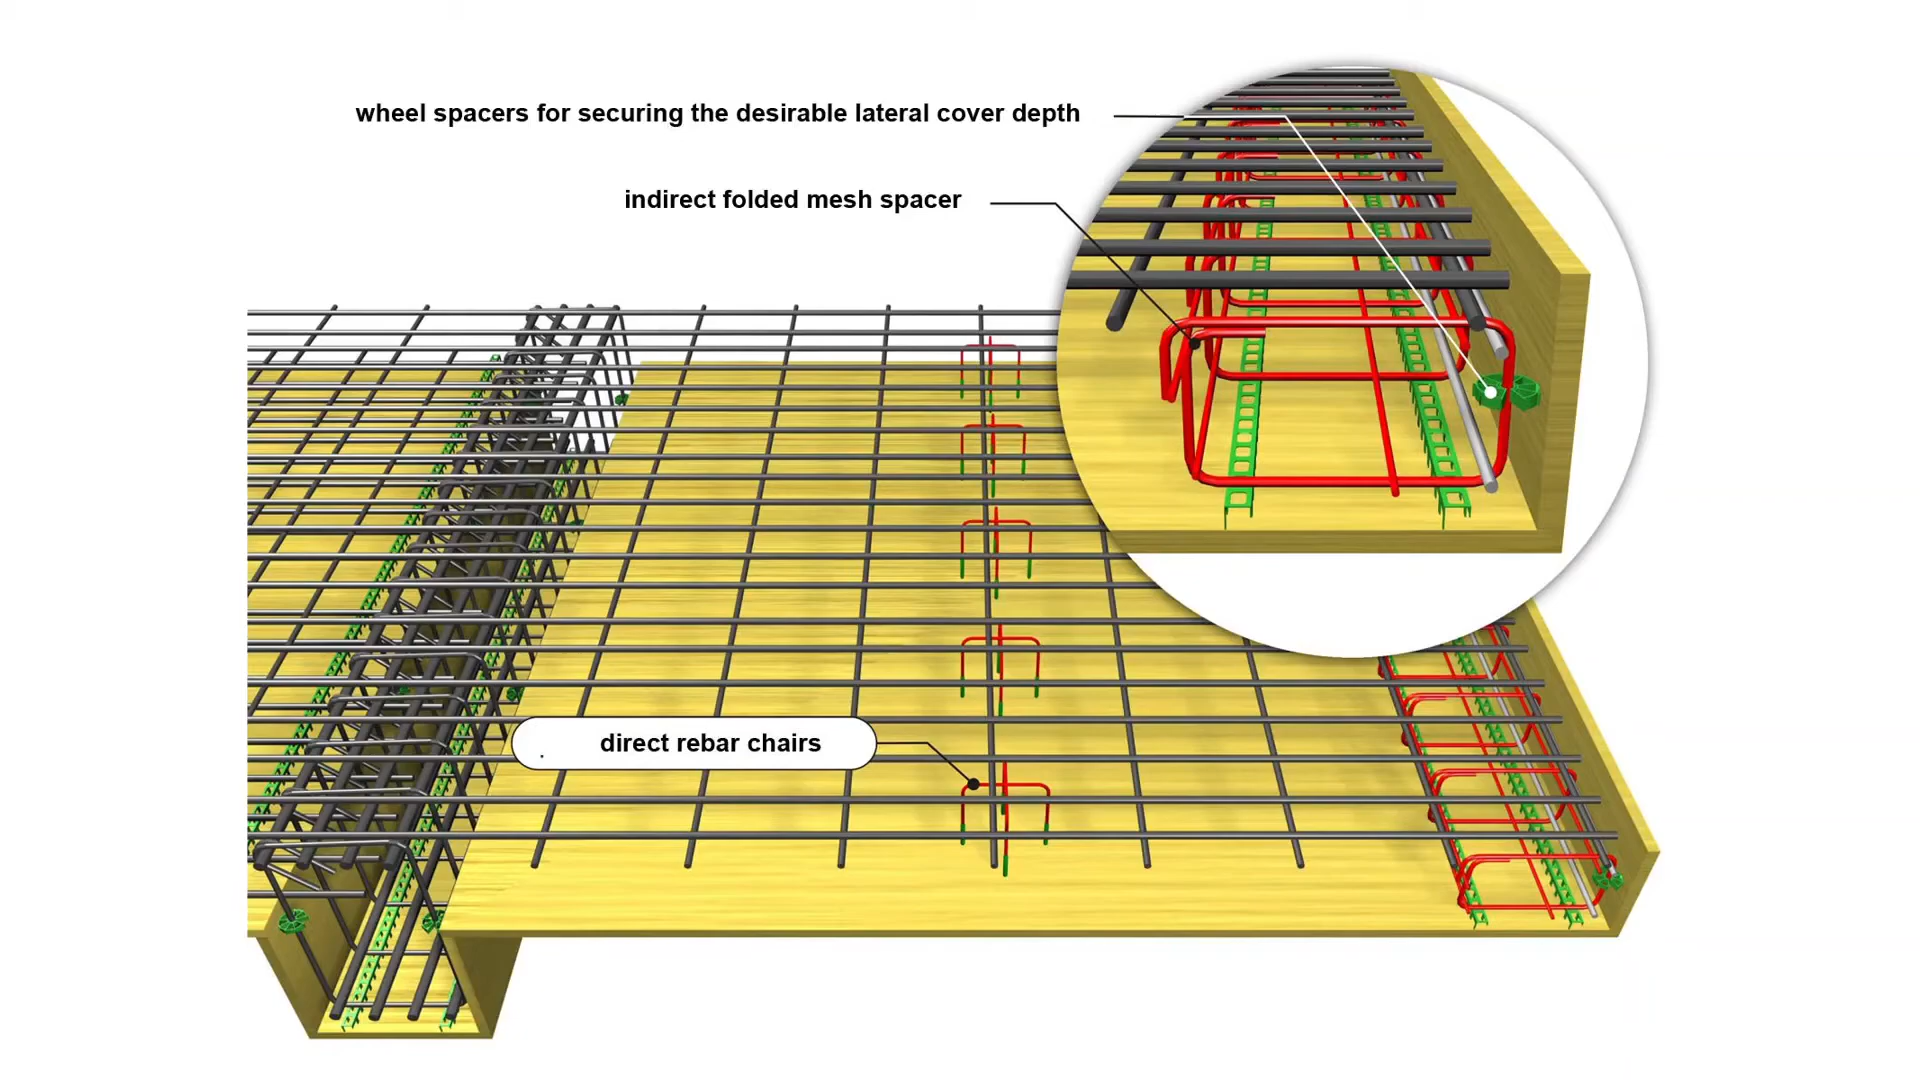 wheel spacers for securing the desirable lateral cover depth
indirect folded mesh spacer
direct rebar chairs